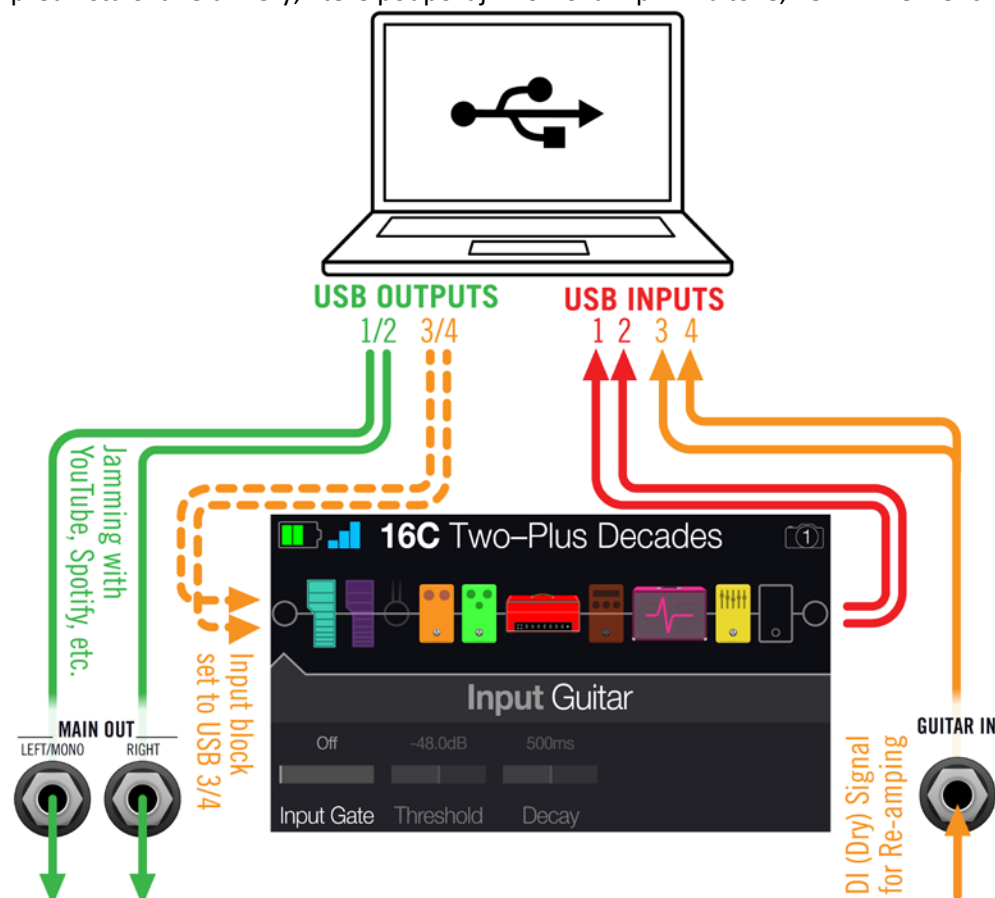 USB OUTPUTS
USB INPUTS
1/2
3/4
1 2 3 4
Jamming with
YouTube, Spotify, etc.
16C Two–Plus Decades
1
Input block
set to USB 3/4
Input Guitar
MAIN OUT
LEFT/MONO
RIGHT
GUITAR IN
Off
-48.0dB
500ms
Input Gate
Threshold
Decay
DI (Dry) Signal
for Re-amping